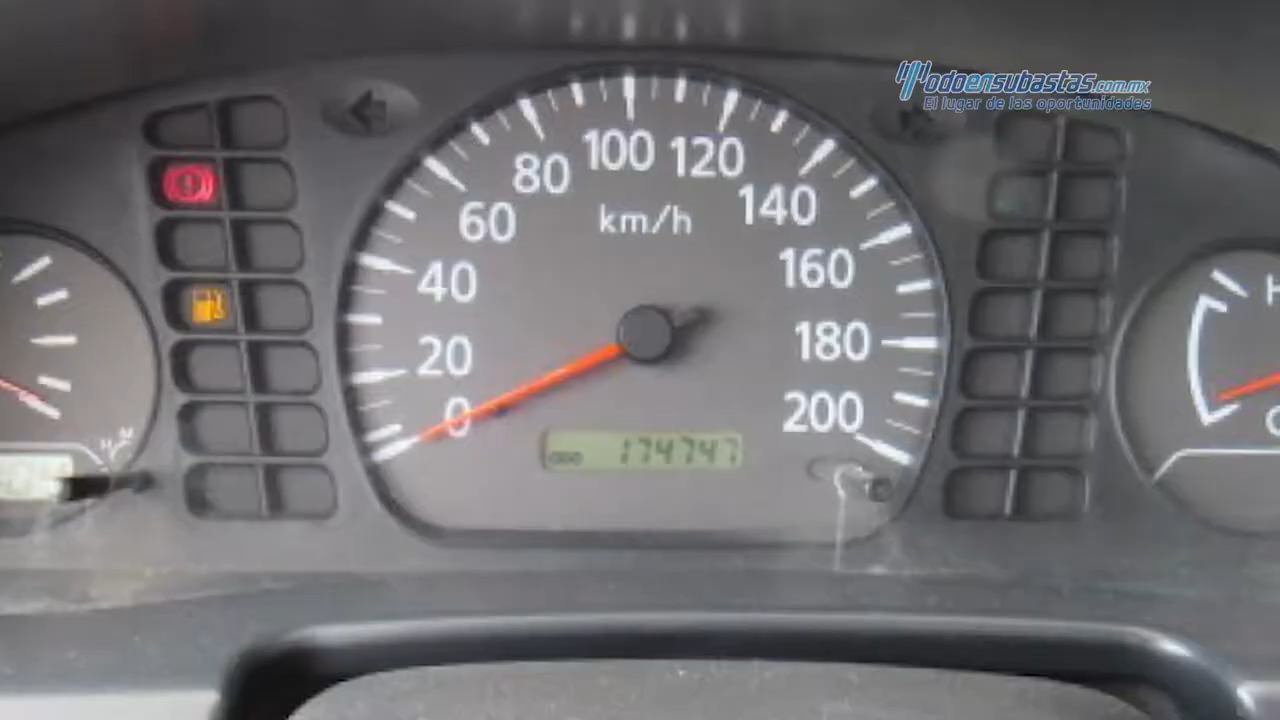 Todoensubastas.com.mx
El lugar de las oportunidades
0
20
40
60
80
100
120
140
160
180
200
km/h
ODO 174747
H